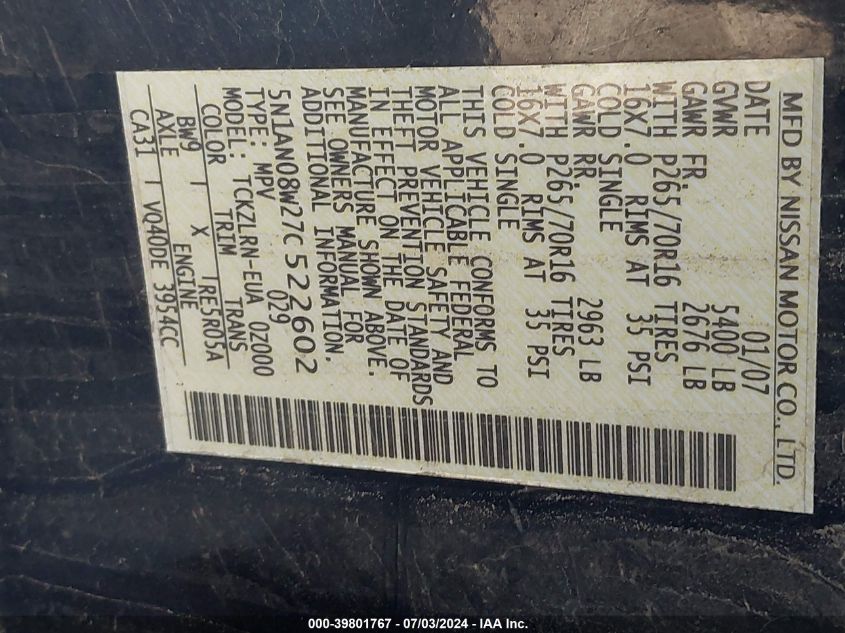 MFD BY NISSAN MOTOR CO., LTD.
DATE 01/07
GVWR 5400 LB
GAWR FR. 2676 LB
WITH P265/70R16 TIRES
16X7.0 RIMS AT 35 PSI
COLD SINGLE
GAWR RR. 2963 LB
WITH P265/70R16 TIRES
16X7.0 RIMS AT 35 PSI
COLD SINGLE
THIS VEHICLE CONFORMS TO
ALL APPLICABLE FEDERAL
MOTOR VEHICLE SAFETY AND
THEFT PREVENTION STANDARDS
IN EFFECT ON THE DATE OF
MANUFACTURE SHOWN ABOVE.
SEE OWNERS MANUAL FOR
ADDITIONAL INFORMATION.
5N1AN08W27C522602
TYPE: MPV 029
MODEL: TCKZLRN-EUA 0Z000
COLOR TRIM TRANS
BW9 | X |RE5R05A
AXLE ENGINE
CA31 | VQ40DE 3954CC
000-39801767 - 07/03/2024 - IAA Inc.